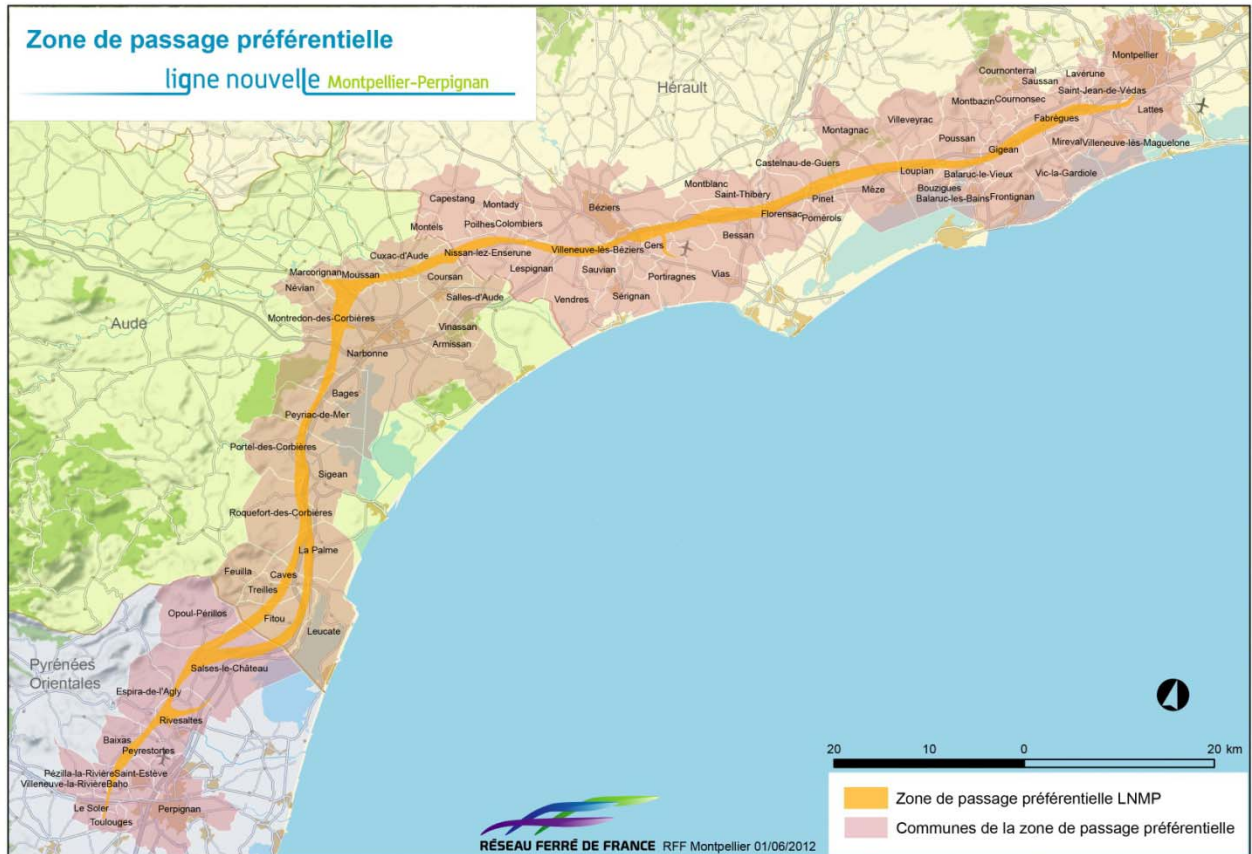 Zone de passage préférentielle
ligne nouvelle Montpellier-Perpignan
Hérault
Montpellier
Cournonterral
Lavérune
Saussan
Saint-Jean-de-Védas
Montbazin
Cournonsec
Lattes
Fabrègues
Villeveyrac
Montagnac
Poussan
Mireval
Villeneuve-lès-Maguelone
Gigean
Castelnau-de-Guers
Loupian
Balaruc-le-Vieux
Vic-la-Gardiole
Montblanc
Saint-Thibéry
Mèze
Bouzigues
Balaruc-les-Bains
Frontignan
Pinet
Capestang
Montady
Béziers
Florensac
Pomérols
Poilhes
Colombiers
Montels
Bessan
Cers
Cuxac-d'Aude
Nissan-lez-Enserune
Villeneuve-lès-Béziers
Marcorignan
Moussan
Coursan
Lespignan
Sauvian
Portiragnes
Vias
Névian
Salles-d'Aude
Vendres
Sérignan
Montredon-des-Corbières
Aude
Vinassan
Armissan
Narbonne
Bages
Peyriac-de-Mer
Portel-des-Corbières
Sigean
Roquefort-des-Corbières
La Palme
Feuilla
Caves
Treilles
Opoul-Périllos
Fitou
Leucate
Pyrénées
Orientales
Salses-le-Château
Espira-de-l'Agly
Rivesaltes
Baixas
Peyrestortes
Pézilla-la-Rivière
Saint-Estève
Villeneuve-la-Rivière
Baho
Le Soler
Perpignan
Toulouges
20 10 0 20 km
Zone de passage préférentielle LNMP
Communes de la zone de passage préférentielle
RÉSEAU FERRÉ DE FRANCE RFF Montpellier 01/06/2012